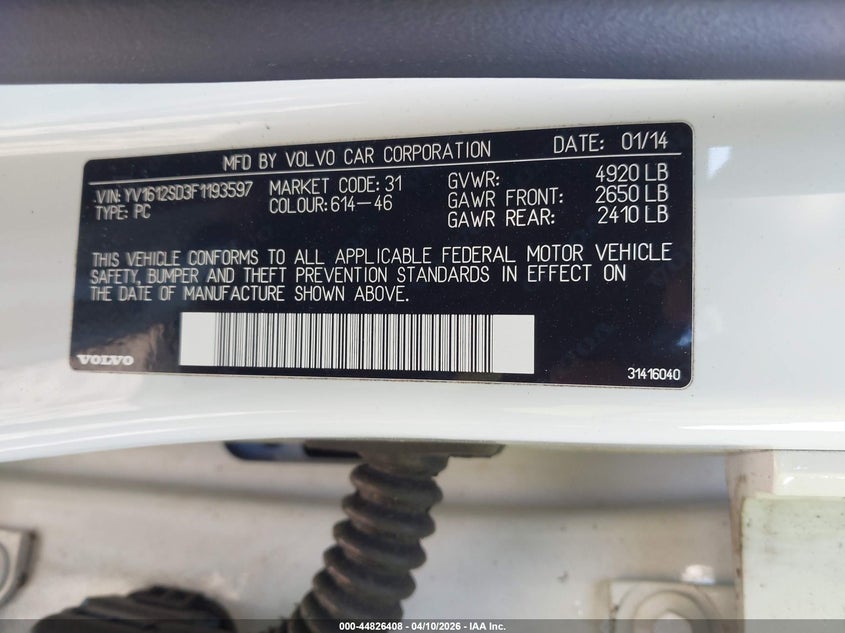 MFD BY VOLVO CAR CORPORATION DATE: 01/14
VIN: YV1612SD3F1193597 MARKET CODE: 31 GVWR: 4920 LB
TYPE: PC COLOUR: 614-46 GAWR FRONT: 2650 LB
GAWR REAR: 2410 LB
THIS VEHICLE CONFORMS TO ALL APPLICABLE FEDERAL MOTOR VEHICLE
SAFETY, BUMPER AND THEFT PREVENTION STANDARDS IN EFFECT ON
THE DATE OF MANUFACTURE SHOWN ABOVE.
VOLVO
31416040
000-44826408 - 04/10/2026 - IAA Inc.